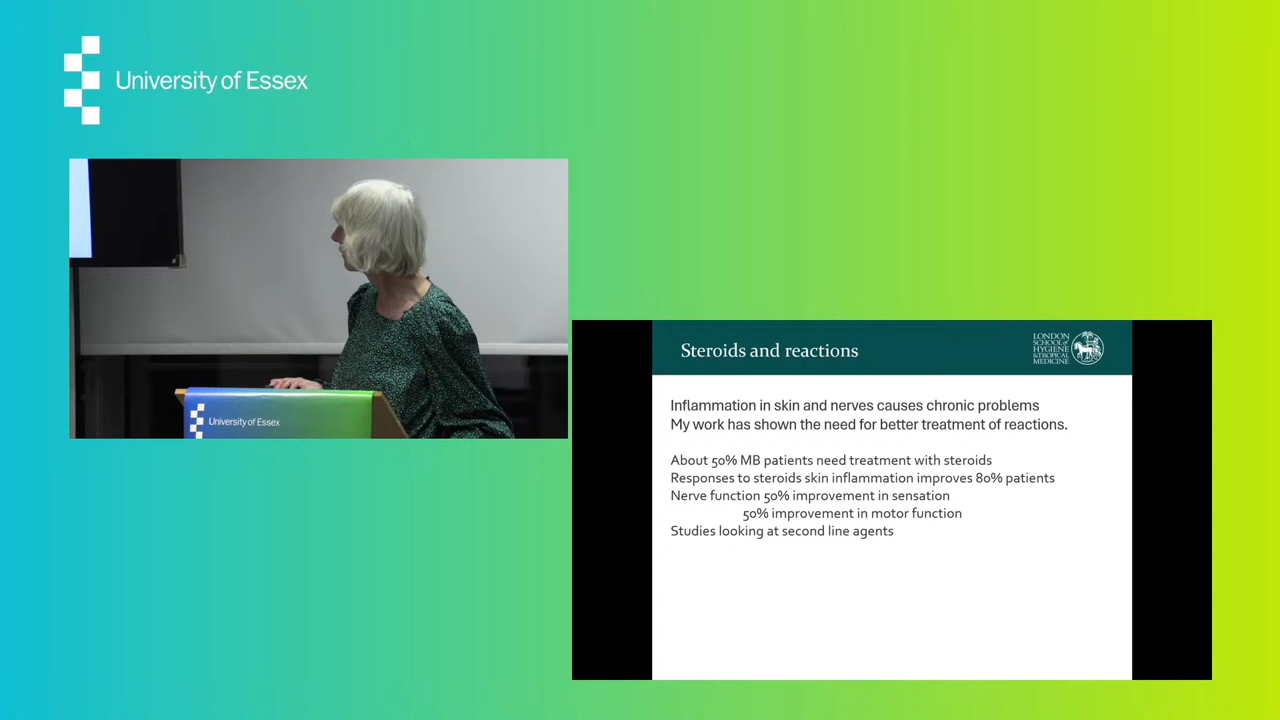 University of Essex
University of Essex
Steroids and reactions
LONDON
SCHOOL of
HYGIENE
& TROPICAL
MEDICINE
Inflammation in skin and nerves causes chronic problems
My work has shown the need for better treatment of reactions.
About 50% MB patients need treatment with steroids
Responses to steroids skin inflammation improves 80% patients
Nerve function 50% improvement in sensation
50% improvement in motor function
Studies looking at second line agents